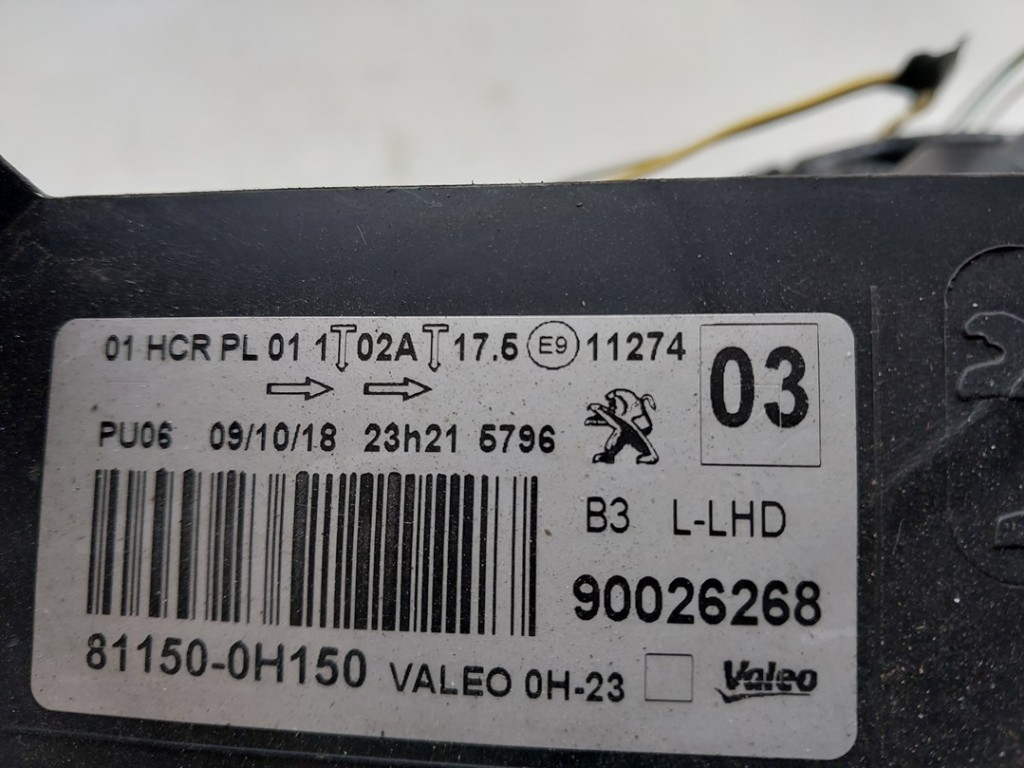 01 HCR PL 01 1T 02A T 17.5 E9 11274
03
PU06 09/10/18 23h21 5796
B3 L-LHD
90026268
81150-0H150 VALEO 0H-23 Valeo